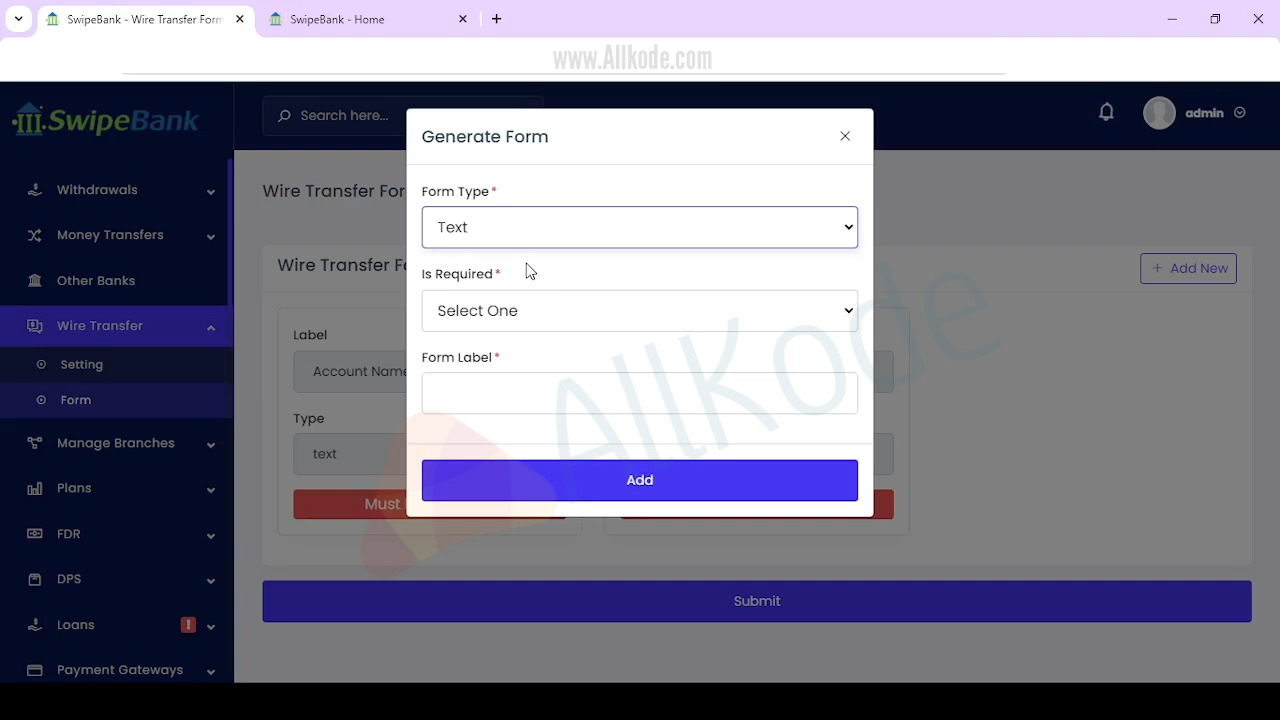 SwipeBank - Wire Transfer Form
SwipeBank - Home
www.Allkode.com
SwipeBank
Search here...
admin
Withdrawals
Money Transfers
Other Banks
Wire Transfer
Setting
Form
Manage Branches
Plans
FDR
DPS
Loans
Payment Gateways
Wire Transfer For
Wire Transfer Fo
Add New
Label
Account Name
Type
text
Must
Submit
Generate Form
Form Type*
Text
Is Required*
Select One
Form Label*
Add
AllKode